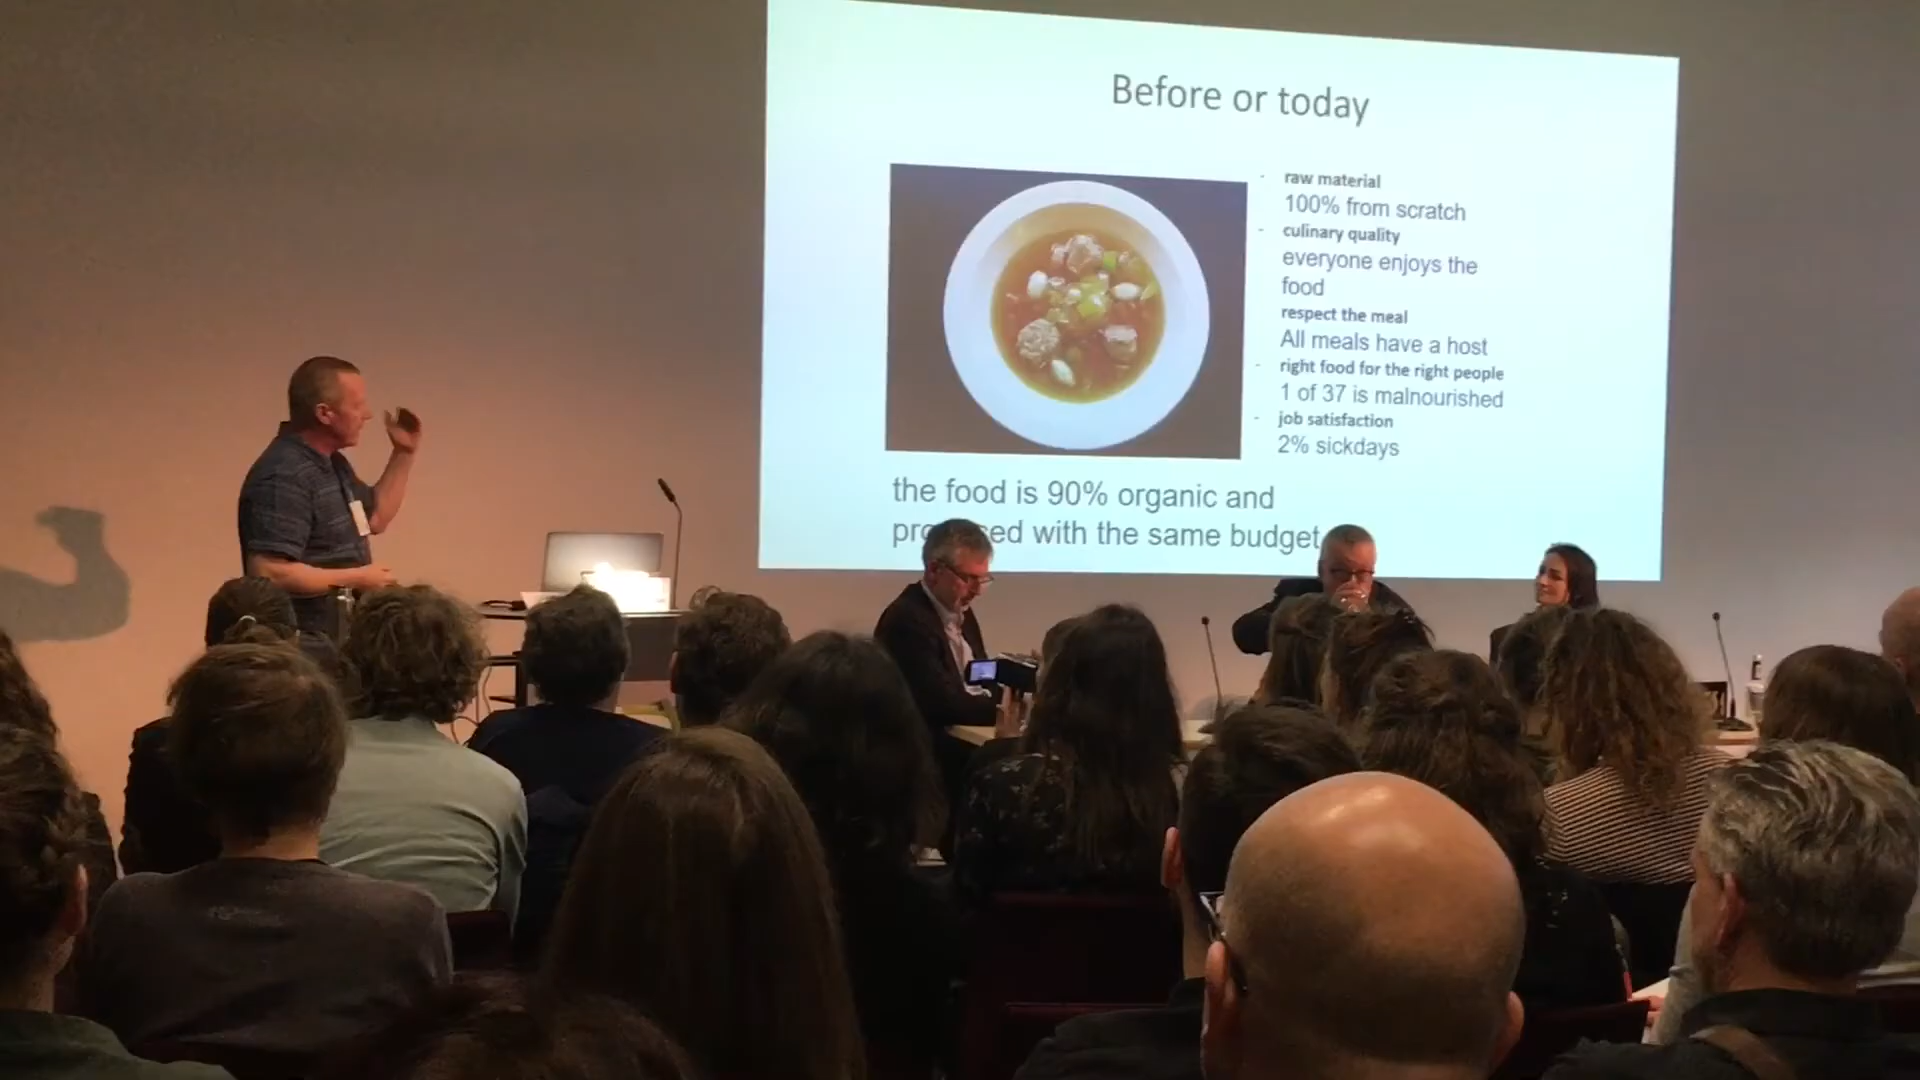 Before or today
- raw material
100% from scratch
- culinary quality
everyone enjoys the
food
respect the meal
All meals have a host
- right food for the right people
1 of 37 is malnourished
- job satisfaction
2% sickdays
the food is 90% organic and
with the same budget